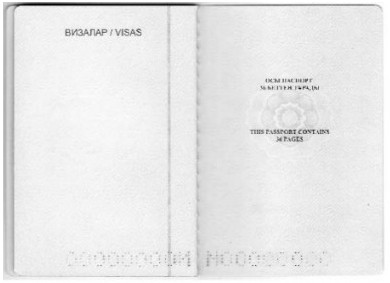 ВИЗАЛАР / VISAS
ОСЫ ПАСПОРТ
36 БЕТТЕН ТҰРАДЫ
THIS PASSPORT CONTAINS
36 PAGES